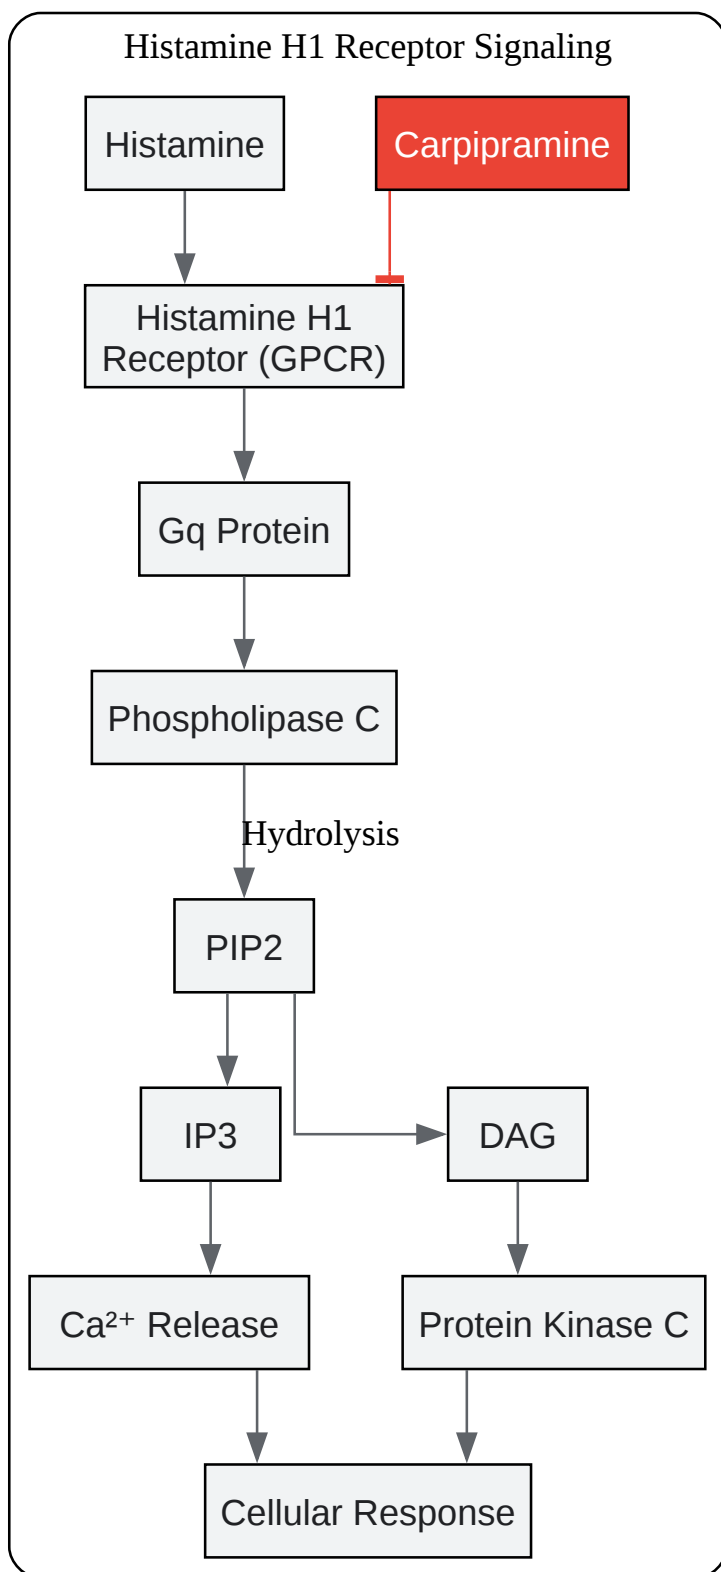 Histamine H1 Receptor Signaling
Histamine
Carpipramine
Histamine H1
Receptor (GPCR)
Gq Protein
Phospholipase C
Hydrolysis
PIP2
IP3
DAG
Ca²⁺ Release
Protein Kinase C
Cellular Response